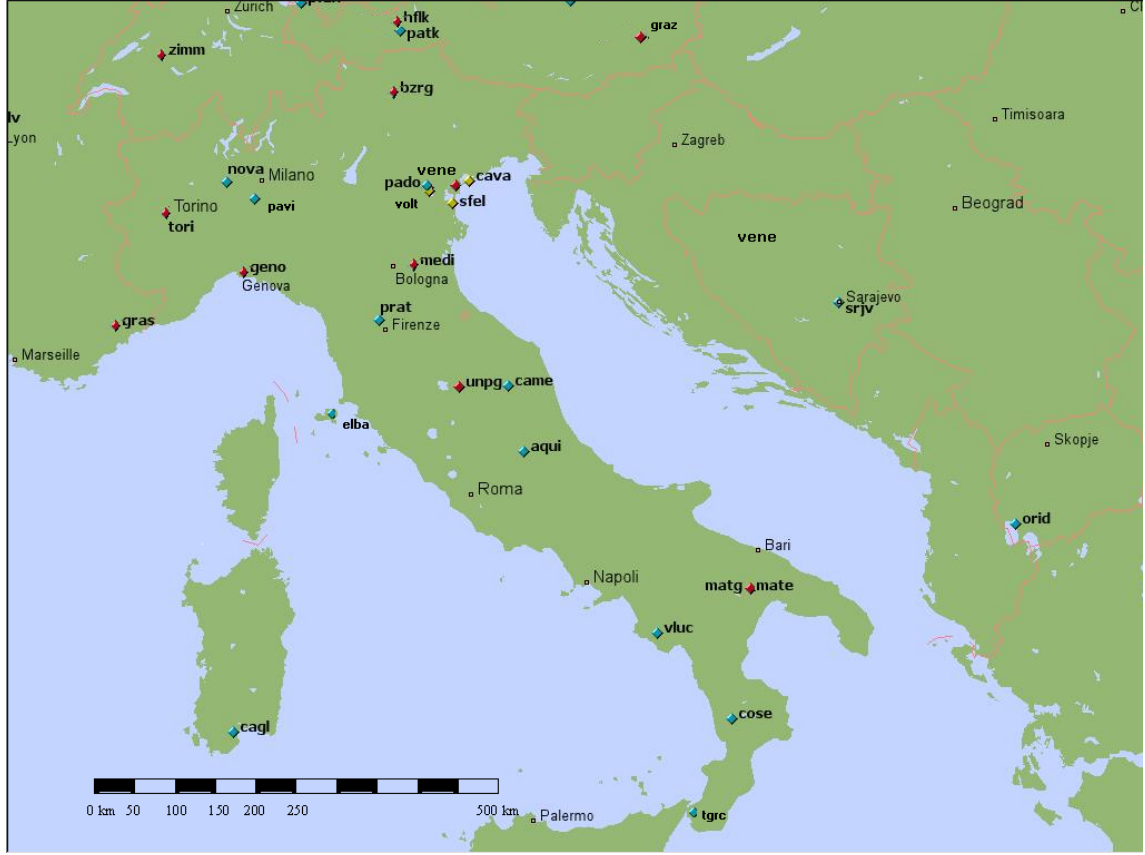 Zurich
hflk
patk
graz
zimm
bzrg
lv
Lyon
Timisoara
Zagreb
nova
Milano
pado
vene
cava
volt
sfel
pavi
Torino
tori
Beograd
vene
geno
Genova
medi
Bologna
Sarajevo
srjv
prat
Firenze
gras
Marseille
unpg
came
elba
aqui
Skopje
Roma
orid
Bari
Napoli
matg
mate
vluc
cagl
cose
0 km 50 100 150 200 250 500 km
Palermo
tgrc